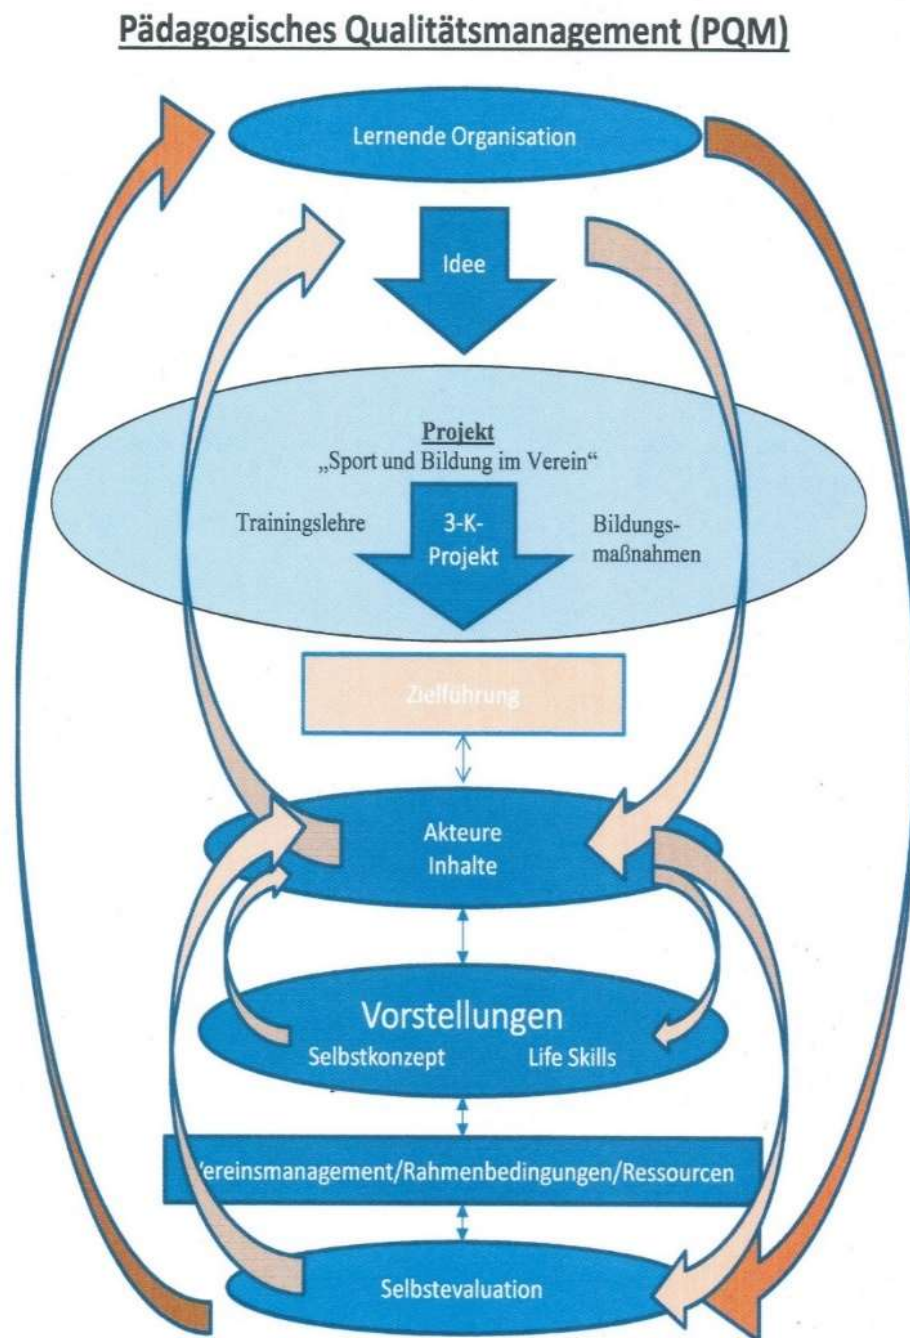 Pädagogisches Qualitätsmanagement (PQM)
Lernende Organisation
Idee
Projekt
„Sport und Bildung im Verein“
Trainingslehre
3-K-
Projekt
Bildungs-
maßnahmen
Zielführung
Akteure
Inhalte
Vorstellungen
Selbstkonzept Life Skills
Vereinsmanagement/Rahmenbedingungen/Ressourcen
Selbstevaluation